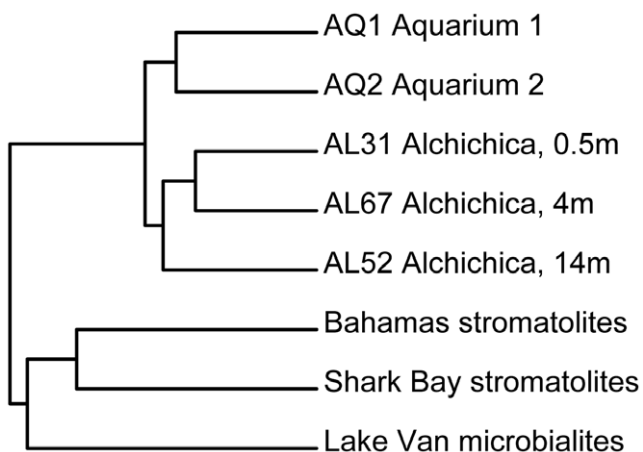 AQ1 Aquarium 1
AQ2 Aquarium 2
AL31 Alchichica, 0.5m
AL67 Alchichica, 4m
AL52 Alchichica, 14m
Bahamas stromatolites
Shark Bay stromatolites
Lake Van microbialites